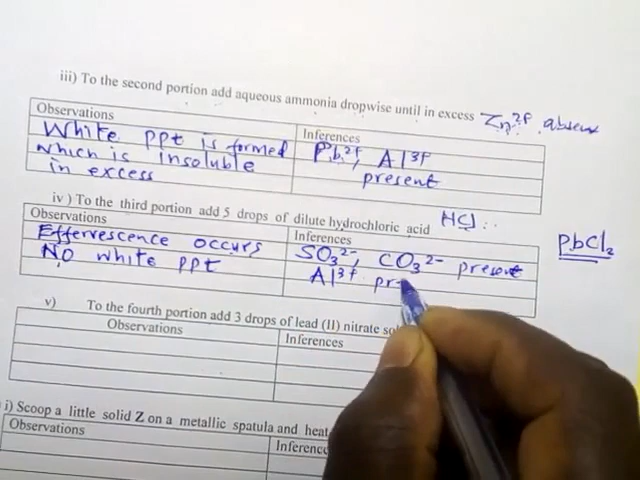 iii) To the second portion add aqueous ammonia dropwise until in excess Zn²⁺ absent
Observations
Inferences
White ppt is formed
which is insoluble
in excess
Pb²⁺, Al³⁺
present
iv) To the third portion add 5 drops of dilute hydrochloric acid HCl
Observations
Inferences
Effervescence occurs
No white ppt
SO₃²⁻, CO₃²⁻ present
Al³⁺ pr
PbCl₂
v) To the fourth portion add 3 drops of lead (II) nitrate
Observations
Inferences
i) Scoop a little solid Z on a metallic spatula and heat
Observations
Inference